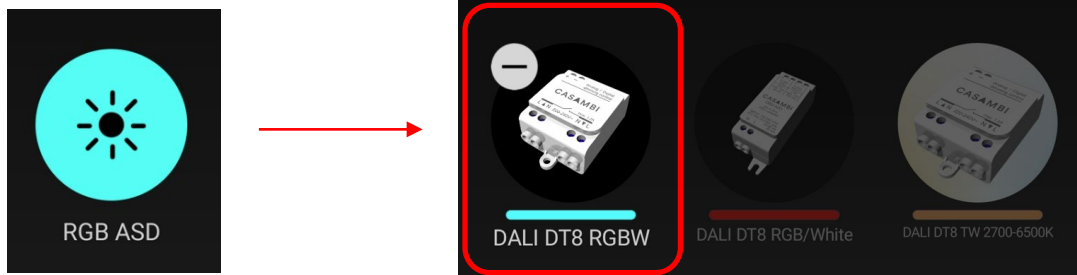 RGB ASD
CASAMBI
DALI DT8 RGBW
CASAMBI
DALI DT8 RGB/White
CASAMBI
DALI DT8 TW 2700-6500K